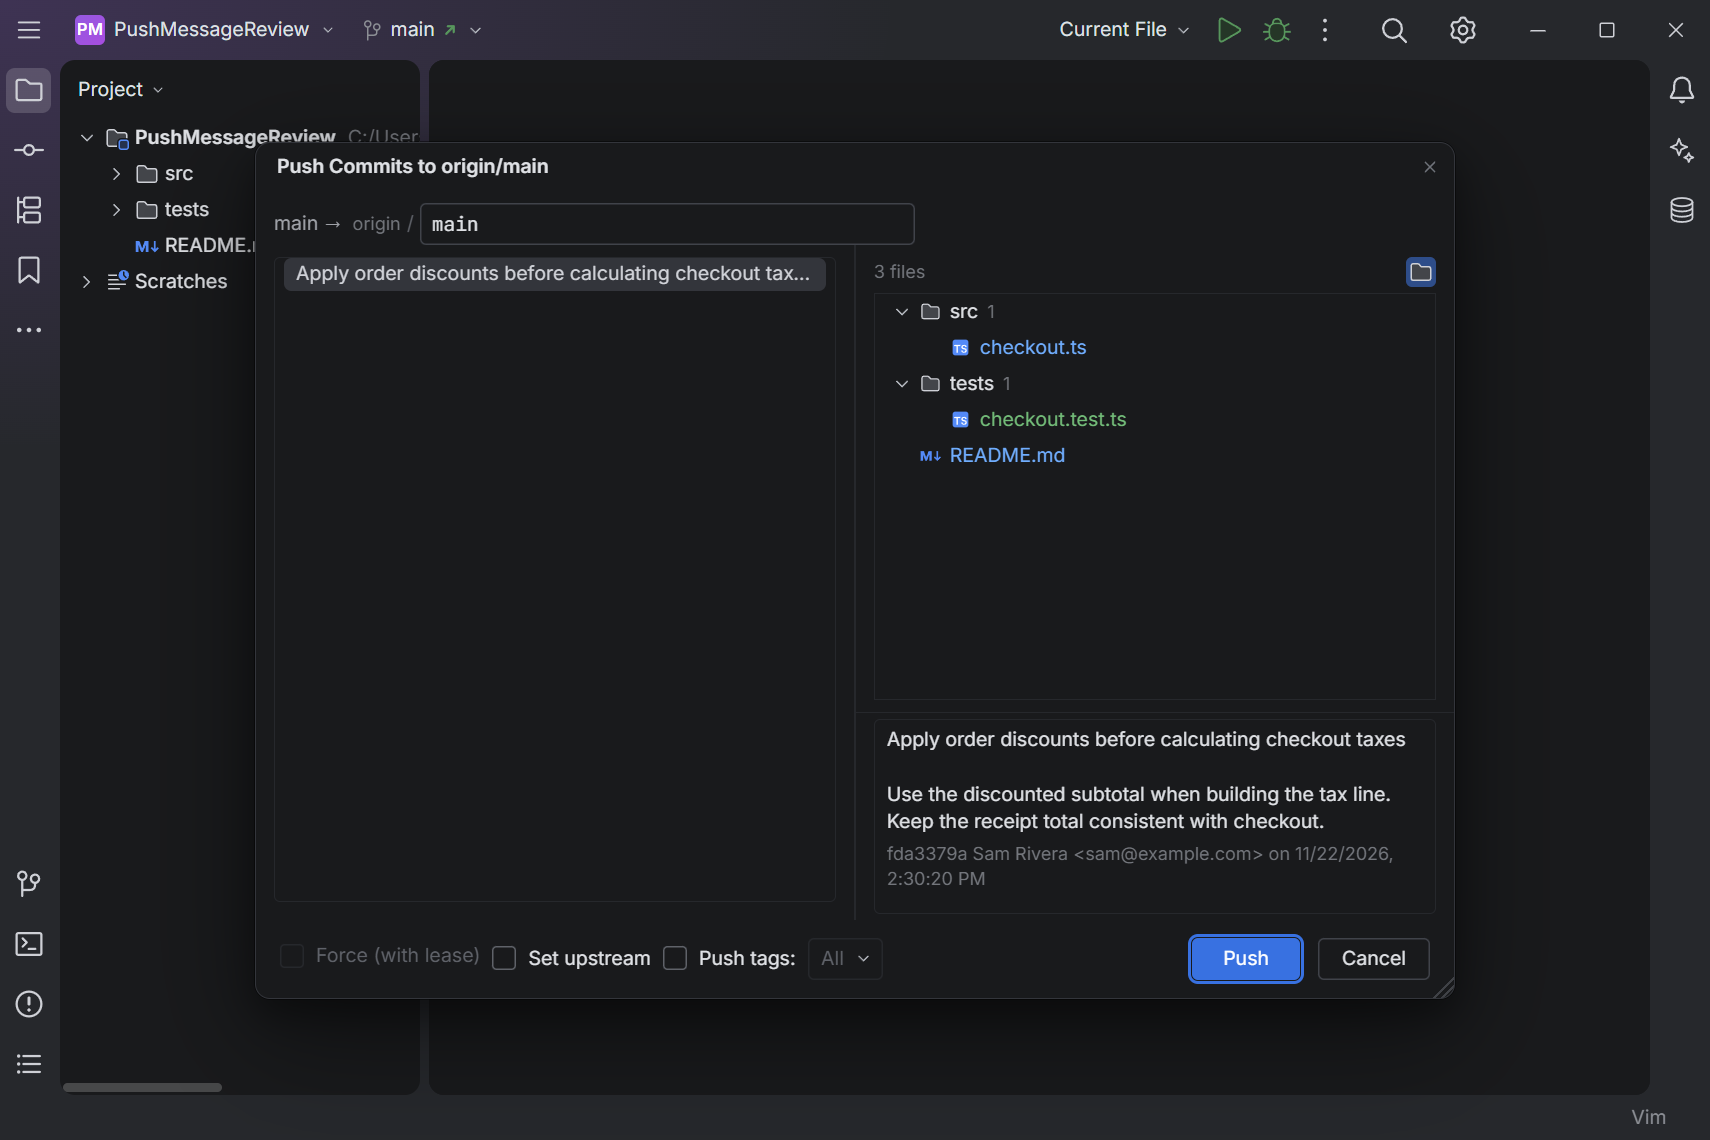 PM PushMessageReview main Current File
Project
PushMessageReview C:/User
src
tests
README.
Scratches
Push Commits to origin/main
main → origin / main
Apply order discounts before calculating checkout tax...
3 files
src 1
TS checkout.ts
tests 1
TS checkout.test.ts
M↓ README.md
Apply order discounts before calculating checkout taxes
Use the discounted subtotal when building the tax line.
Keep the receipt total consistent with checkout.
fda3379a Sam Rivera <sam@example.com> on 11/22/2026,
2:30:20 PM
Force (with lease) Set upstream Push tags: All Push Cancel
Vim